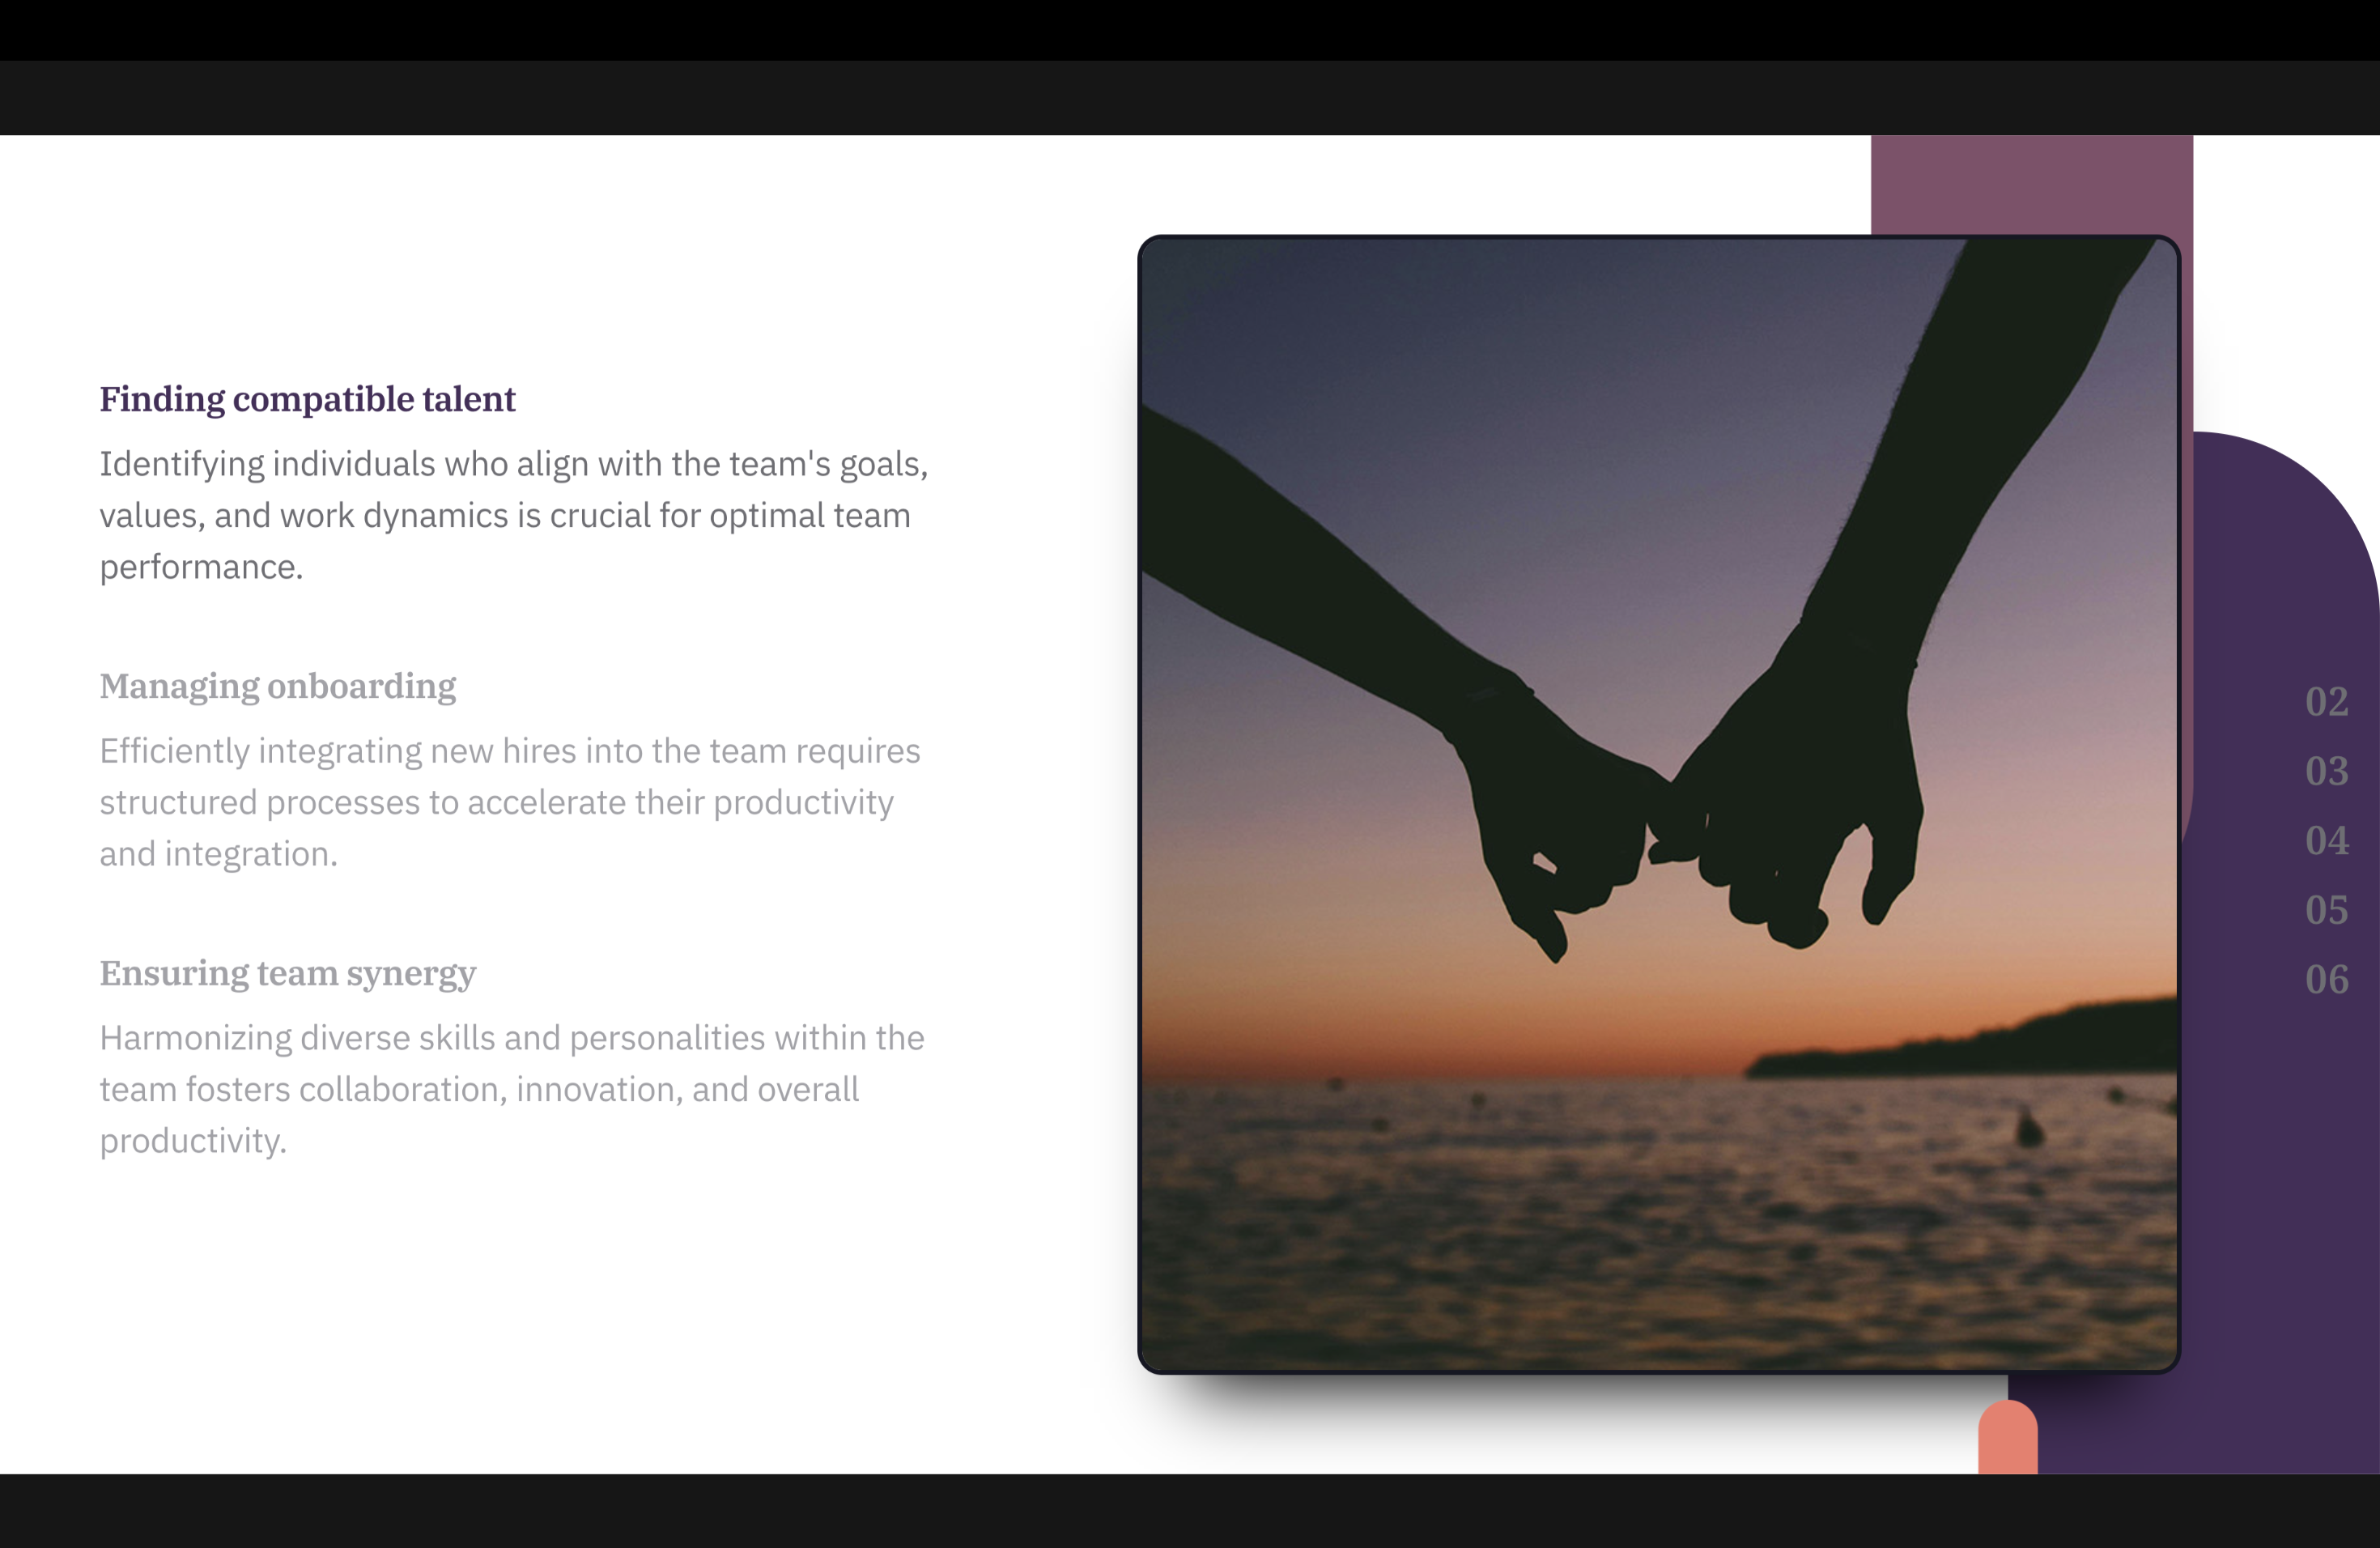 Finding compatible talent
Identifying individuals who align with the team's goals,
values, and work dynamics is crucial for optimal team
performance.
Managing onboarding
Efficiently integrating new hires into the team requires
structured processes to accelerate their productivity
and integration.
Ensuring team synergy
Harmonizing diverse skills and personalities within the
team fosters collaboration, innovation, and overall
productivity.
02
03
04
05
06